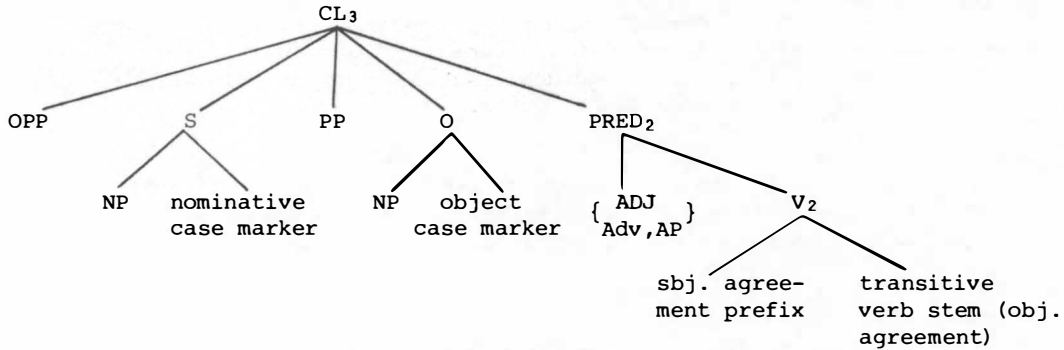 CL₃
OPP S PP O PRED₂
NP nominative NP object { ADJ } V₂
case marker case marker Adv,AP
sbj. agree- transitive
ment prefix verb stem (obj.
agreement)